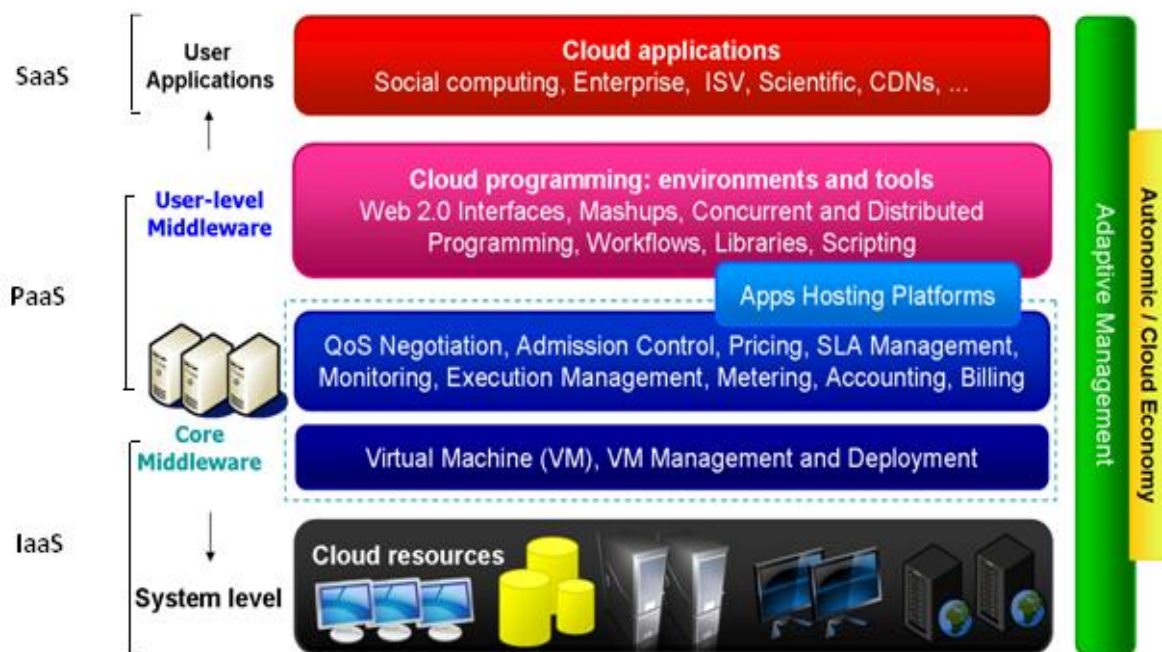 SaaS
User
Applications
Cloud applications
Social computing, Enterprise, ISV, Scientific, CDNs, ...
PaaS
User-level
Middleware
Cloud programming: environments and tools
Web 2.0 Interfaces, Mashups, Concurrent and Distributed
Programming, Workflows, Libraries, Scripting
Apps Hosting Platforms
QoS Negotiation, Admission Control, Pricing, SLA Management,
Monitoring, Execution Management, Metering, Accounting, Billing
Core
Middleware
Virtual Machine (VM), VM Management and Deployment
IaaS
System level
Cloud resources
Adaptive Management
Autonomic / Cloud Economy